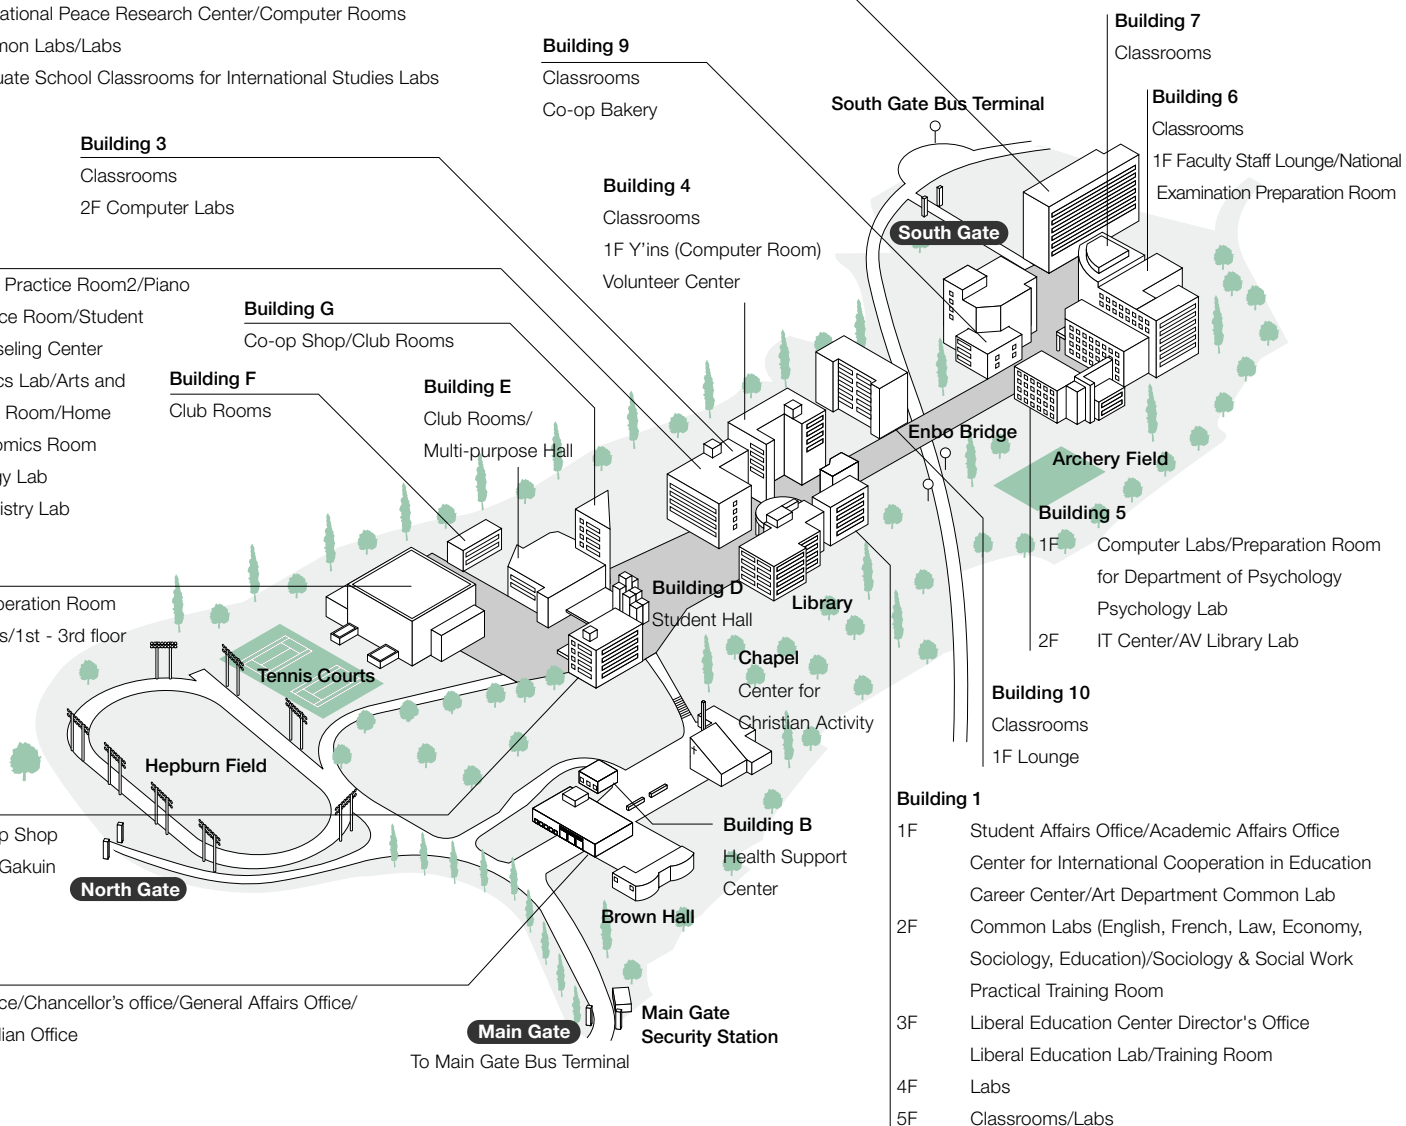 ational Peace Research Center/Computer Rooms
mon Labs/Labs
uate School Classrooms for International Studies Labs
Building 9
Classrooms
Co-op Bakery
Building 7
Classrooms
South Gate Bus Terminal
Building 6
Classrooms
1F Faculty Staff Lounge/National
Examination Preparation Room
Building 3
Classrooms
2F Computer Labs
Building 4
Classrooms
1F Y'ins (Computer Room)
Volunteer Center
South Gate
Practice Room2/Piano
ce Room/Student
seling Center
cs Lab/Arts and
Room/Home
omics Room
gy Lab
istry Lab
Building G
Co-op Shop/Club Rooms
Building F
Club Rooms
Building E
Club Rooms/
Multi-purpose Hall
Enbo Bridge
Archery Field
Building 5
1F Computer Labs/Preparation Room
for Department of Psychology
Psychology Lab
2F IT Center/AV Library Lab
peration Room
s/1st - 3rd floor
Building D
Student Hall
Library
Tennis Courts
Chapel
Center for
Christian Activity
Building 10
Classrooms
1F Lounge
Hepburn Field
p Shop
Gakuin
North Gate
Building B
Health Support
Center
Brown Hall
Building 1
1F Student Affairs Office/Academic Affairs Office
Center for International Cooperation in Education
Career Center/Art Department Common Lab
2F Common Labs (English, French, Law, Economy,
Sociology, Education)/Sociology & Social Work
Practical Training Room
3F Liberal Education Center Director's Office
Liberal Education Lab/Training Room
4F Labs
5F Classrooms/Labs
ce/Chancellor's office/General Affairs Office/
lian Office
Main Gate
To Main Gate Bus Terminal
Main Gate
Security Station